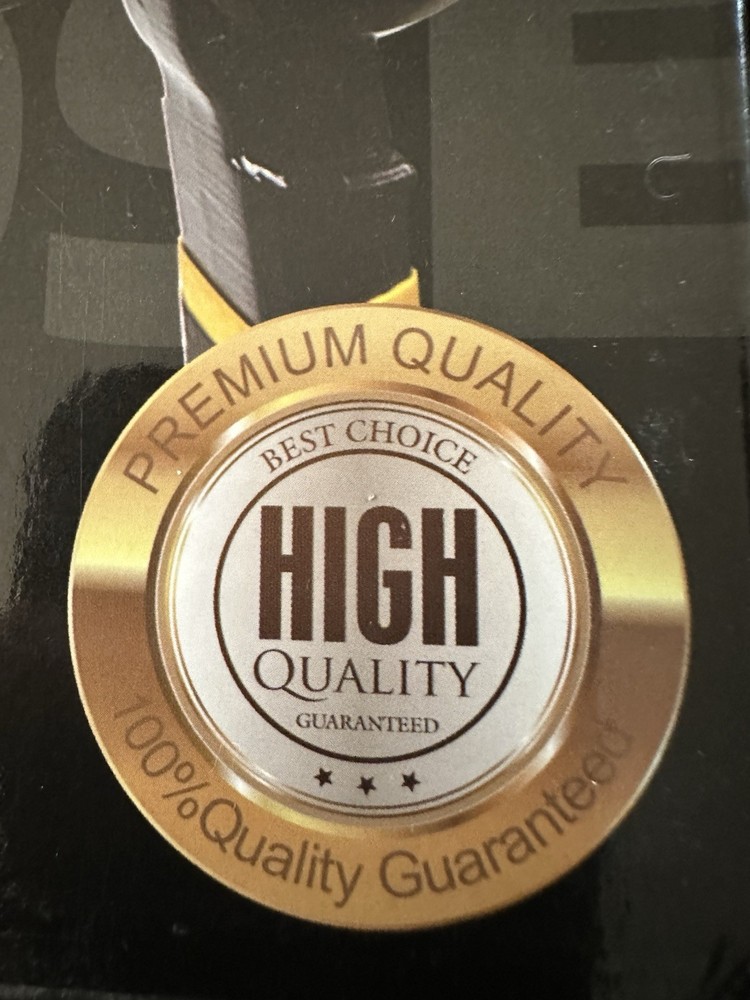 PREMIUM QUALITY
BEST CHOICE
HIGH
QUALITY
GUARANTEED
100%Quality Guaranteed